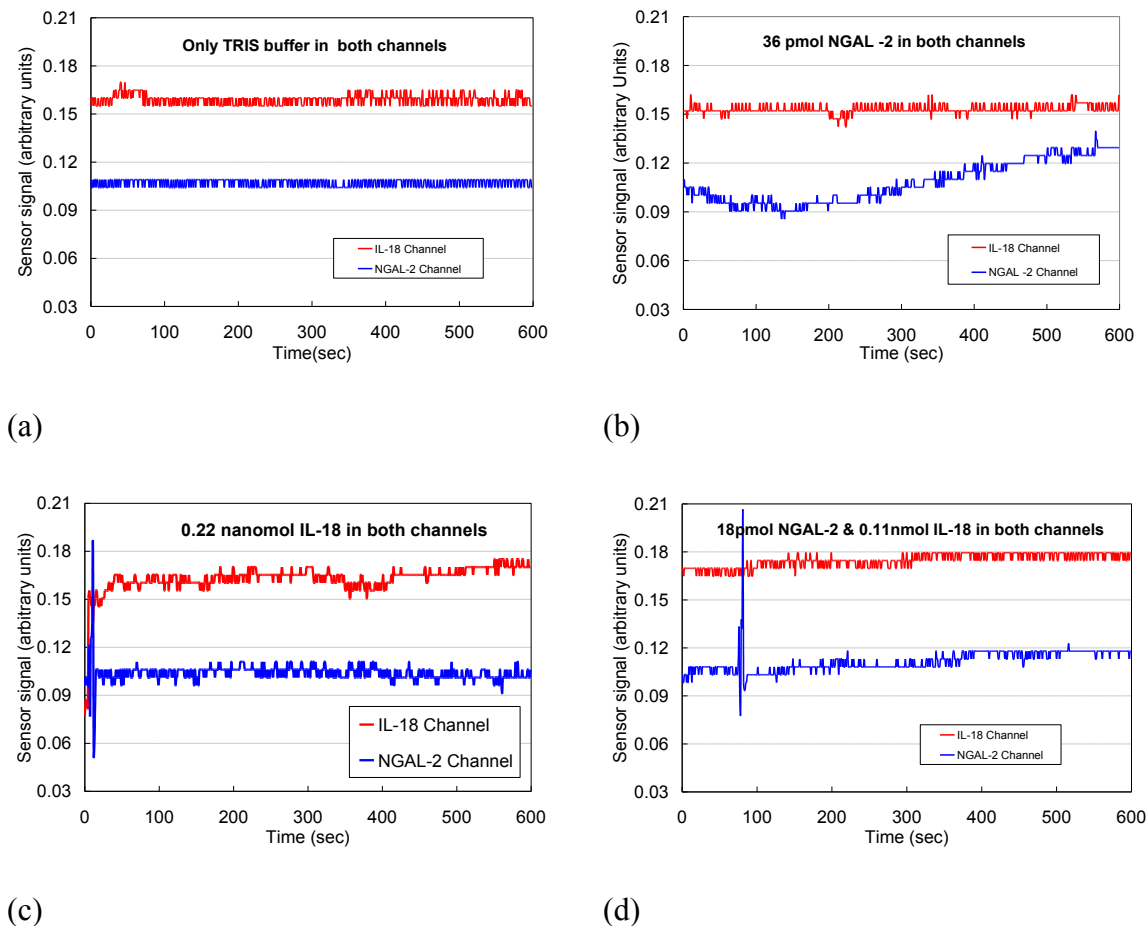 Only TRIS buffer in both channels
Sensor signal (arbitrary units)
0.21
0.18
0.15
0.12
0.09
0.06
0.03
IL-18 Channel
NGAL-2 Channel
0 100 200 300 400 500 600
Time(sec)
(a)
36 pmol NGAL -2 in both channels
Sensor singnal (arbitrary Units)
0.21
0.18
0.15
0.12
0.09
0.06
0.03
IL-18 Channel
NGAL -2 Channel
0 100 200 300 400 500 600
Time (sec)
(b)
0.22 nanomol IL-18 in both channels
Sensor signal (arbitrary units)
0.21
0.18
0.15
0.12
0.09
0.06
0.03
IL-18 Channel
NGAL-2 Channel
0 100 200 300 400 500 600
Time (sec)
(c)
18pmol NGAL-2 & 0.11nmol IL-18 in both channels
Sensor signal (arbitrary units)
0.21
0.18
0.15
0.12
0.09
0.06
0.03
IL-18 Channel
NGAL-2 Channel
0 100 200 300 400 500 600
Time (sec)
(d)